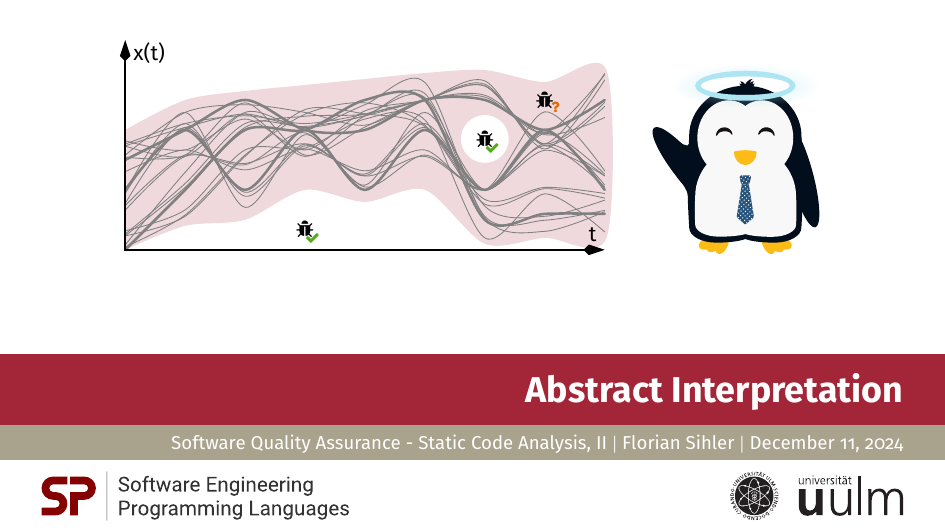 x(t)
?
t
Abstract Interpretation
Software Quality Assurance - Static Code Analysis, II | Florian Sihler | December 11, 2024
SP
Software Engineering
Programming Languages
universität
uulm